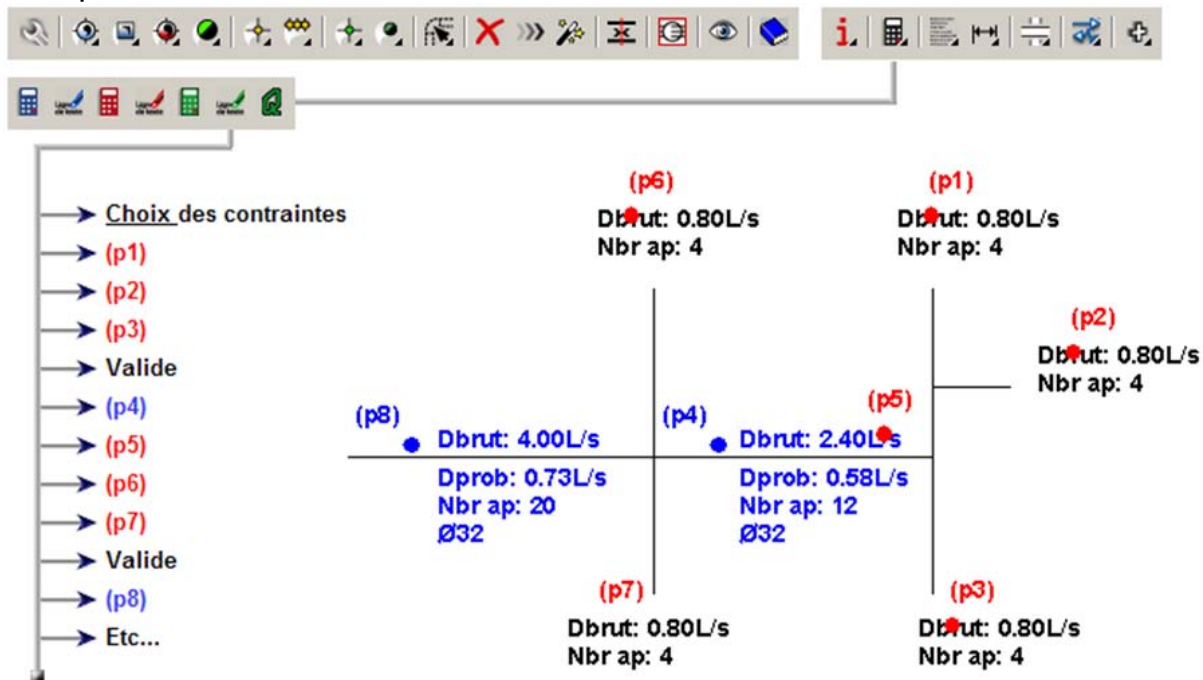 Choix des contraintes
(p1)
(p2)
(p3)
Valide
(p4)
(p5)
(p6)
(p7)
Valide
(p8)
Etc...
(p6)
Dbrut: 0.80L/s
Nbr ap: 4
(p1)
Dbrut: 0.80L/s
Nbr ap: 4
(p2)
Dbrut: 0.80L/s
Nbr ap: 4
(p8)
Dbrut: 4.00L/s
Dprob: 0.73L/s
Nbr ap: 20
Ø32
(p4)
(p5)
Dbrut: 2.40L/s
Dprob: 0.58L/s
Nbr ap: 12
Ø32
(p7)
Dbrut: 0.80L/s
Nbr ap: 4
(p3)
Dbrut: 0.80L/s
Nbr ap: 4